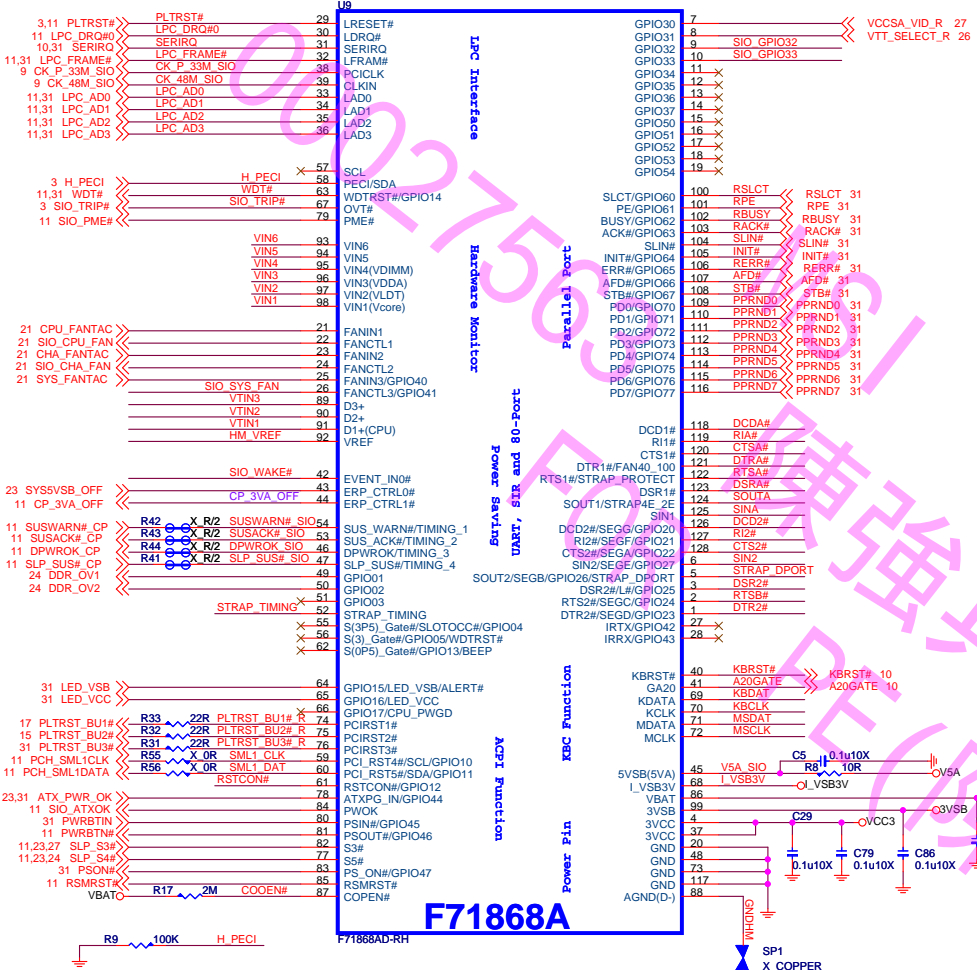 U9
3,11 PLTRST# PLTRST# 29 LRESET#
11 LPC_DRQ#0 LPC_DRQ#0 30 LDRQ#
10,31 SERIRQ SERIRQ 31 SERIRQ
11,31 LPC_FRAME# LPC_FRAME# 32 LFRAM#
9 CK_P_33M_SIO CK_P_33M_SIO 38 PCICLK
9 CK_48M_SIO CK_48M_SIO 39 CLKIN
11,31 LPC_AD0 LPC_AD0 33 LAD0
11,31 LPC_AD1 LPC_AD1 34 LAD1
11,31 LPC_AD2 LPC_AD2 35 LAD2
11,31 LPC_AD3 LPC_AD3 36 LAD3
57 SCL
3 H_PECI H_PECI 58 PECI/SDA
11,31 WDT# WDT# 63 WDTRST#/GPIO14
3 SIO_TRIP# SIO_TRIP# 67 OVT#
11 SIO_PME# 79 PME#
VIN6 93 VIN6
VIN5 94 VIN5
VIN4 95 VIN4(VDIMM)
VIN3 96 VIN3(VDDA)
VIN2 97 VIN2(VLDT)
VIN1 98 VIN1(Vcore)
21 CPU_FANTAC 21 FANIN1
21 SIO_CPU_FAN 22 FANCTL1
21 CHA_FANTAC 23 FANIN2
21 SIO_CHA_FAN 24 FANCTL2
21 SYS_FANTAC 25 FANIN3/GPIO40
SIO_SYS_FAN 26 FANCTL3/GPIO41
VTIN3 89 D3+
VTIN2 90 D2+
VTIN1 91 D1+(CPU)
HM_VREF 92 VREF
SIO_WAKE# 42 EVENT_IN0#
23 SYS5VSB_OFF 43 ERP_CTRL0#
11 CP_3VA_OFF CP_3VA_OFF 44 ERP_CTRL1#
11 SUSWARN#_CP R42 X_R/2 SUSWARN#_SIO 54 SUS_WARN#/TIMING_1
11 SUSACK#_CP R43 X_R/2 SUSACK#_SIO 53 SUS_ACK#/TIMING_2
11 DPWROK_CP R44 X_R/2 DPWROK_SIO 46 DPWROK/TIMING_3
11 SLP_SUS#_CP R41 X_R/2 SLP_SUS#_SIO 47 SLP_SUS#/TIMING_4
24 DDR_OV1 49 GPIO01
24 DDR_OV2 50 GPIO02
51 GPIO03
STRAP_TIMING 52 STRAP_TIMING
55 S(3P5)_Gate#/SLOTOCC#/GPIO04
56 S(3)_Gate#/GPIO05/WDTRST#
62 S(0P5)_Gate#/GPIO13/BEEP
31 LED_VSB 64 GPIO15/LED_VSB/ALERT#
31 LED_VCC 65 GPIO16/LED_VCC
66 GPIO17/CPU_PWGD
17 PLTRST_BU1# R33 22R PLTRST_BU1#_R 74 PCIRST1#
15 PLTRST_BU2# R32 22R PLTRST_BU2#_R 75 PCIRST2#
31 PLTRST_BU3# R31 22R PLTRST_BU3#_R 76 PCIRST3#
11 PCH_SML1CLK R55 X_0R SML1_CLK 59 PCI_RST4#/SCL/GPIO10
11 PCH_SML1DATA R56 X_0R SML1_DAT 60 PCI_RST5#/SDA/GPIO11
RSTCON# 61 RSTCON#/GPIO12
23,31 ATX_PWR_OK 78 ATXPG_IN/GPIO44
11 SIO_ATXOK 84 PWOK
31 PWRBTIN 80 PSIN#/GPIO45
11 PWRBTN# 81 PSOUT#/GPIO46
11,23,27 SLP_S3# 82 S3#
11,23,24 SLP_S4# 77 S5#
31 PSON# 83 PS_ON#/GPIO47
11 RSMRST# 85 RSMRST#
VBAT R17 2M COOEN# 87 COPEN#
R9 100K H_PECI
LPC Interface
Hardware Monitor
Parallel Port
UART, SIR and 80-Port
Power Saving
KBC Function
ACPI Function
Power Pin
F71868A
F71868AD-RH
GPIO30 7 VCCSA_VID_R 27
GPIO31 8 VTT_SELECT_R 26
GPIO32 9 SIO_GPIO32
GPIO33 10 SIO_GPIO33
GPIO34 11
GPIO35 12
GPIO36 13
GPIO37 14
GPIO50 15
GPIO51 16
GPIO52 17
GPIO53 18
GPIO54 19
SLCT/GPIO60 100 RSLCT RSLCT 31
PE/GPIO61 101 RPE RPE 31
BUSY/GPIO62 102 RBUSY RBUSY 31
ACK#/GPIO63 103 RACK# RACK# 31
SLIN# 104 SLIN# SLIN# 31
INIT#/GPIO64 105 INIT# INIT# 31
ERR#/GPIO65 106 RERR# RERR# 31
AFD#/GPIO66 107 AFD# AFD# 31
STB#/GPIO67 108 STB# STB# 31
PD0/GPIO70 109 PPRND0 PPRND0 31
PD1/GPIO71 110 PPRND1 PPRND1 31
PD2/GPIO72 111 PPRND2 PPRND2 31
PD3/GPIO73 112 PPRND3 PPRND3 31
PD4/GPIO74 113 PPRND4 PPRND4 31
PD5/GPIO75 114 PPRND5 PPRND5 31
PD6/GPIO76 115 PPRND6 PPRND6 31
PD7/GPIO77 116 PPRND7 PPRND7 31
DCD1# 118 DCDA#
RI1# 119 RIA#
CTS1# 120 CTSA#
DTR1#/FAN40_100 121 DTRA#
RTS1#/STRAP_PROTECT 122 RTSA#
DSR1# 123 DSRA#
SOUT1/STRAP4E_2E 124 SOUTA
SIN1 125 SINA
DCD2#/SEGG/GPIO20 126 DCD2#
RI2#/SEGF/GPIO21 127 RI2#
CTS2#/SEGA/GPIO22 128 CTS2#
SIN2/SEGE/GPIO27 6 SIN2
SOUT2/SEGB/GPIO26/STRAP_DPORT 5 STRAP_DPORT
DSR2#/L#/GPIO25 3 DSR2#
RTS2#/SEGC/GPIO24 2 RTSB#
DTR2#/SEGD/GPIO23 1 DTR2#
IRTX/GPIO42 27
IRRX/GPIO43 28
KBRST# 40 KBRST# KBRST# 10
GA20 41 A20GATE A20GATE 10
KDATA 69 KBDAT
KCLK 70 KBCLK
MDATA 71 MSDAT
MCLK 72 MSCLK
C5 0.1u10X
5VSB(5VA) 45 V5A_SIO R8 10R V5A
I_VSB3V 68 I_VSB3V I_VSB3V
VBAT 86
3VSB 99 3VSB
3VCC 4 VCC3
3VCC 37
GND 20
GND 48
GND 73
GND 117
AGND(D-) 88
C29 0.1u10X
C79 0.1u10X
C86 0.1u10X
GNDHM
SP1
X_COPPER
00027563
MSI
FC7